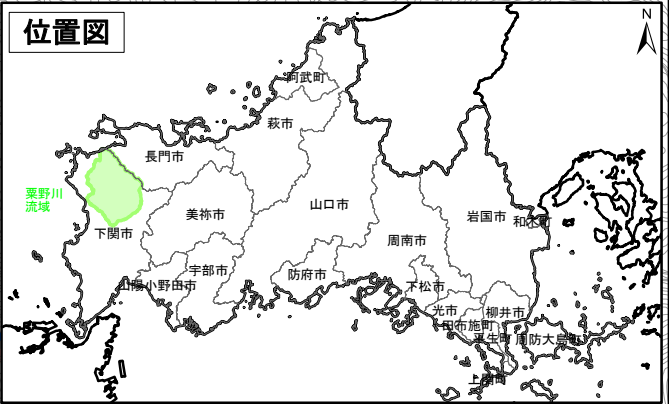 位置図
N
阿武町
萩市
長門市
粟野川
流域
美祢市
山口市
岩国市
和木町
下関市
周南市
宇部市
防府市
山陽小野田市
下松市
光市
柳井市
田布施町
平生町
周防大島町
上関町